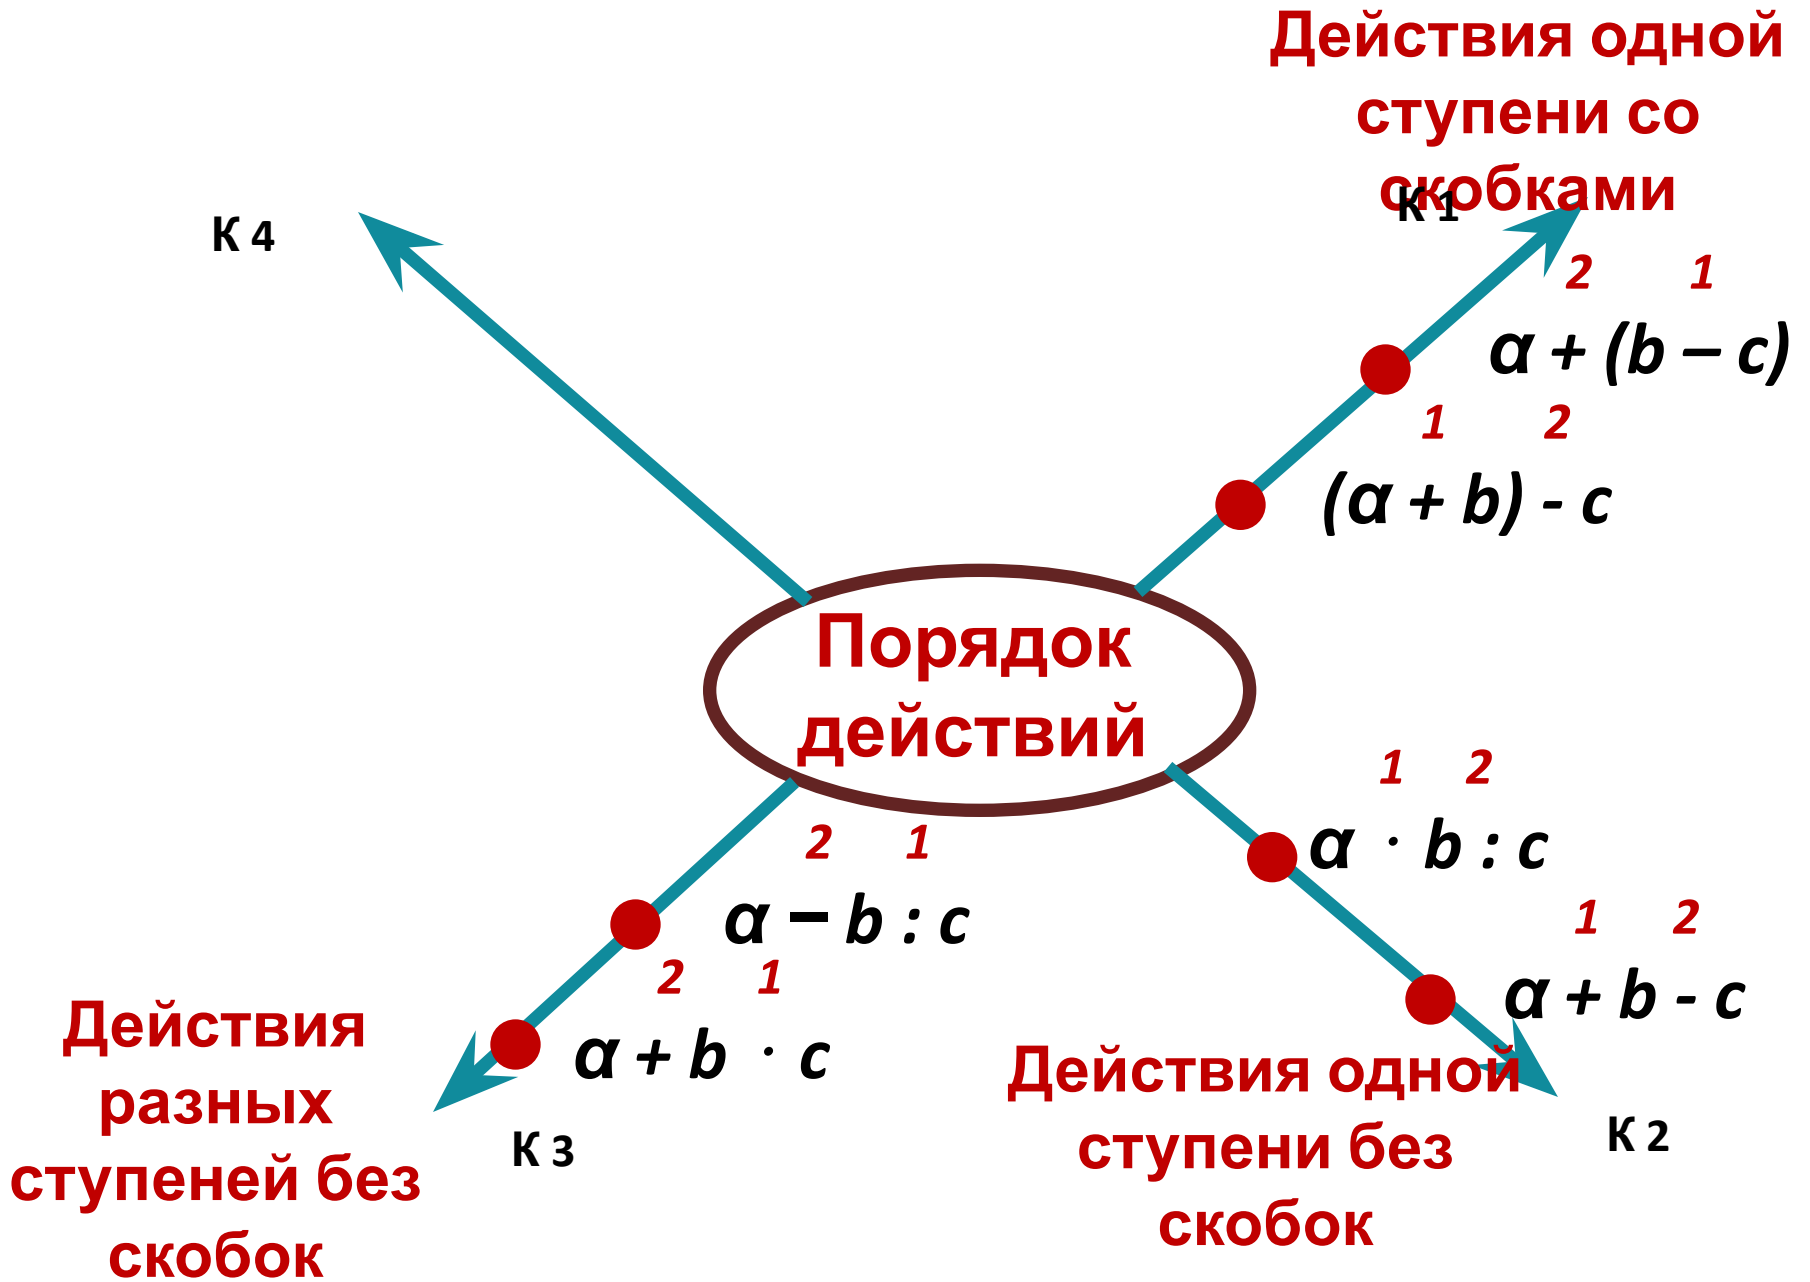 Действия одной
ступени со
скобками
К 1
К 4
2 1
α + (b – c)
1 2
(α + b) - c
Порядок
действий
1 2
α · b : c
2 1
α – b : c
1 2
α + b - c
2 1
α + b · c
Действия
разных
ступеней без
скобок
К 3
Действия одной
ступени без
скобок
К 2